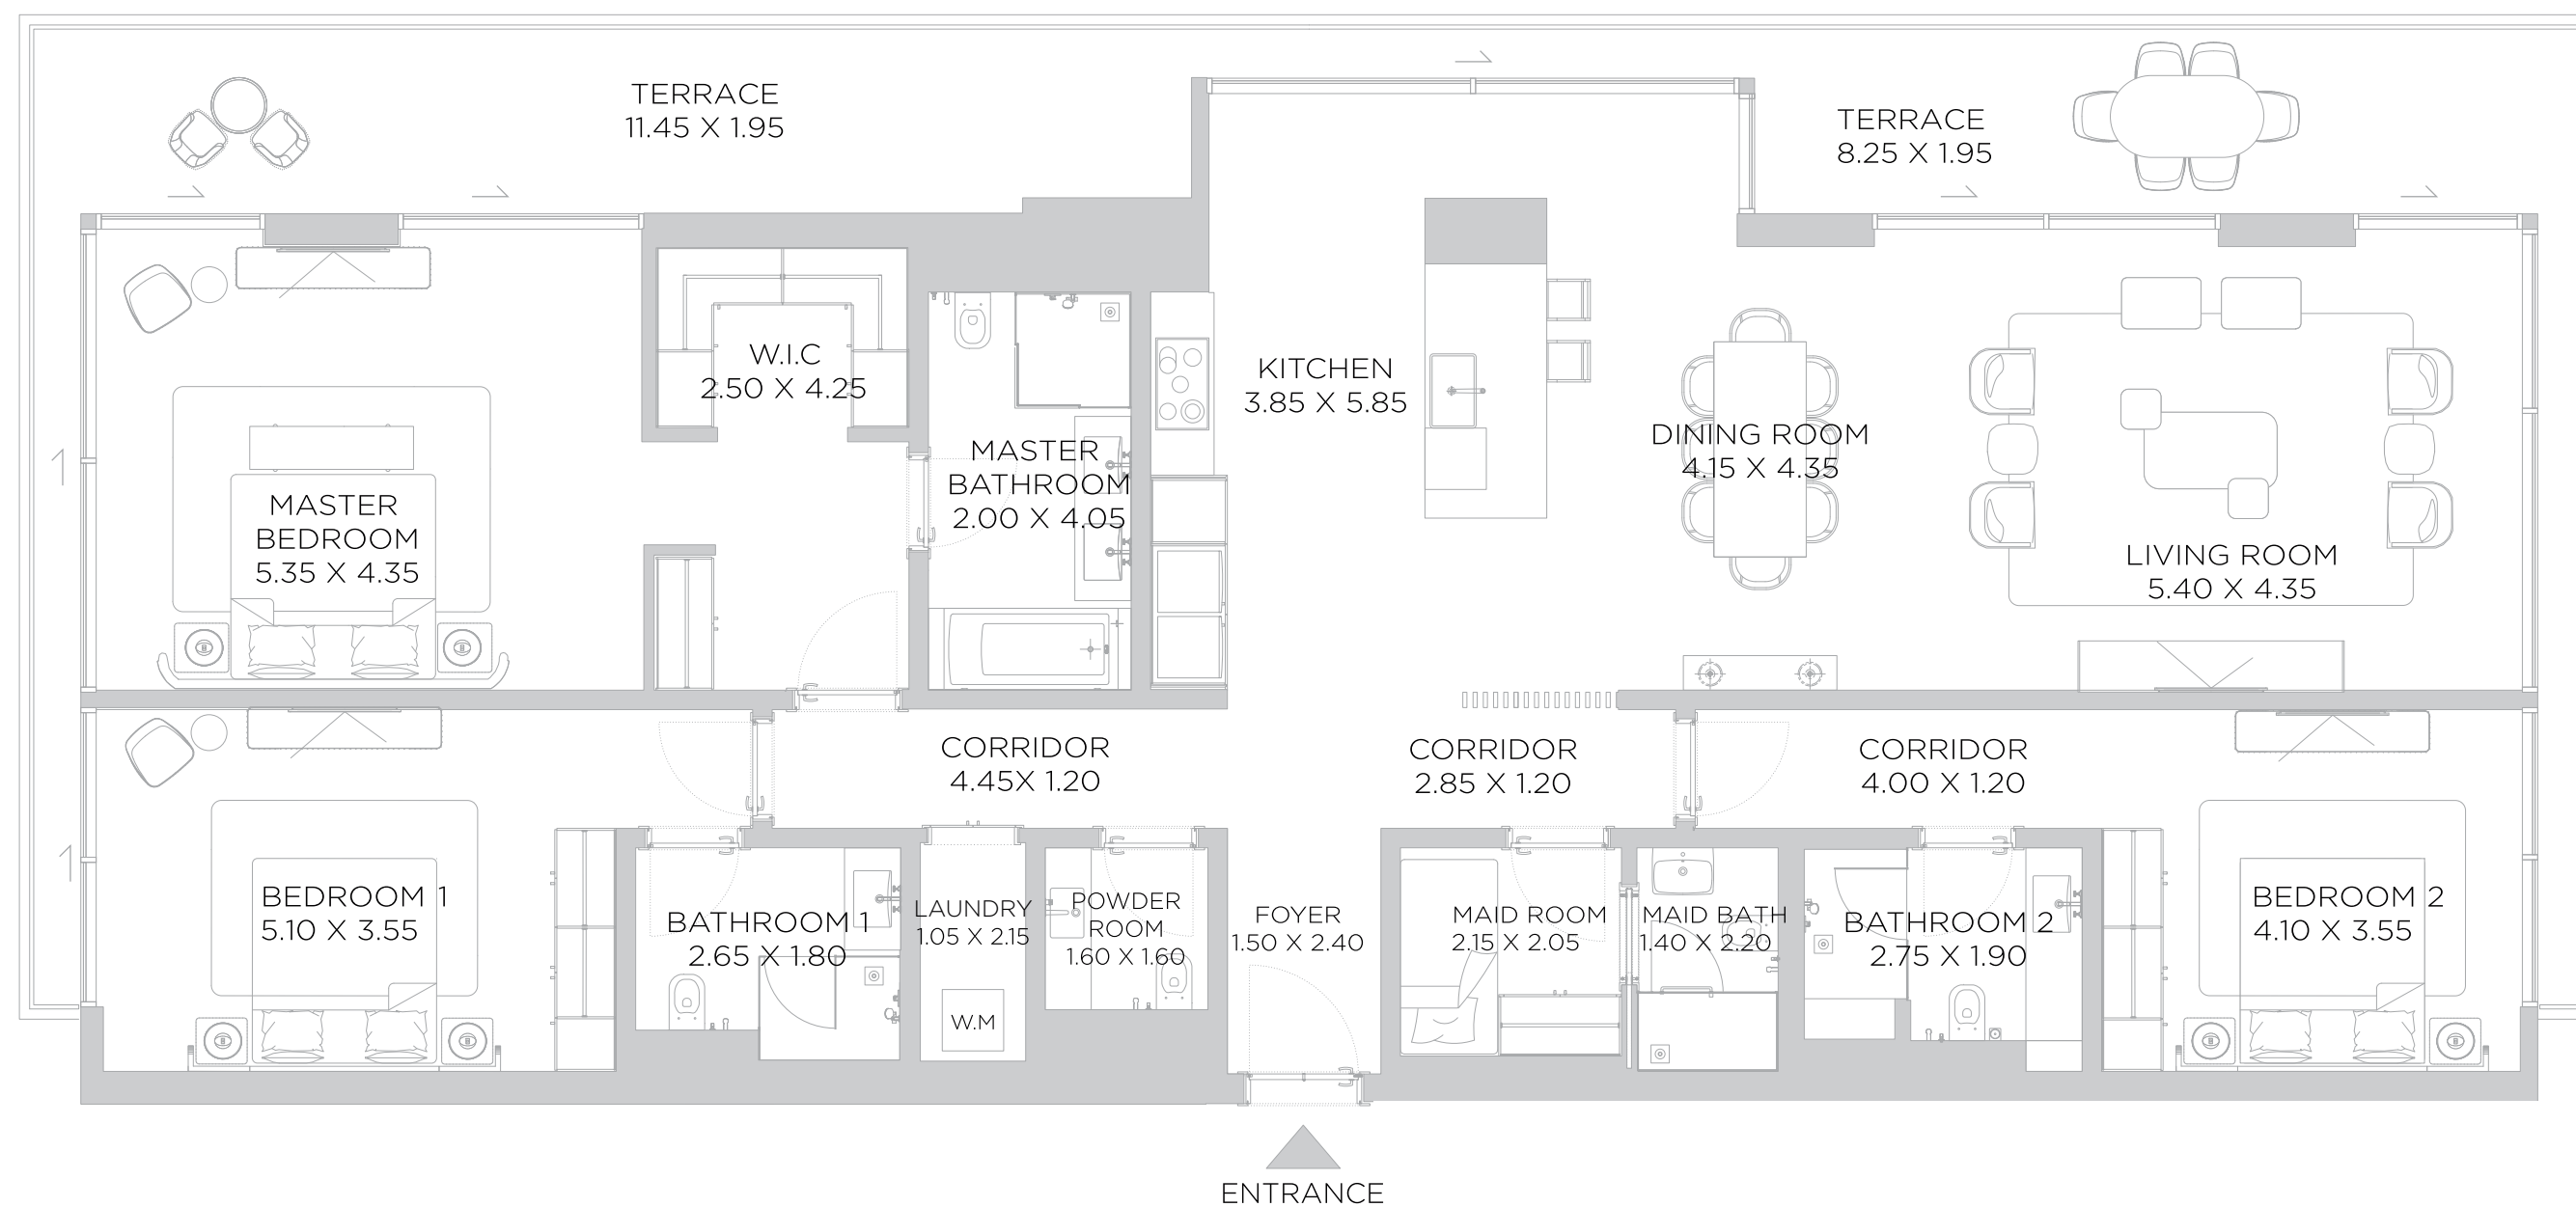 TERRACE
11.45 X 1.95
TERRACE
8.25 X 1.95
W.I.C
2.50 X 4.25
KITCHEN
3.85 X 5.85
MASTER
BATHROOM
2.00 X 4.05
DINING ROOM
4.15 X 4.35
MASTER
BEDROOM
5.35 X 4.35
LIVING ROOM
5.40 X 4.35
CORRIDOR
4.45X 1.20
CORRIDOR
2.85 X 1.20
CORRIDOR
4.00 X 1.20
BEDROOM 1
5.10 X 3.55
BATHROOM 1
2.65 X 1.80
LAUNDRY
1.05 X 2.15
W.M
POWDER
ROOM
1.60 X 1.60
FOYER
1.50 X 2.40
MAID ROOM
2.15 X 2.05
MAID BATH
1.40 X 2.20
BATHROOM 2
2.75 X 1.90
BEDROOM 2
4.10 X 3.55
ENTRANCE